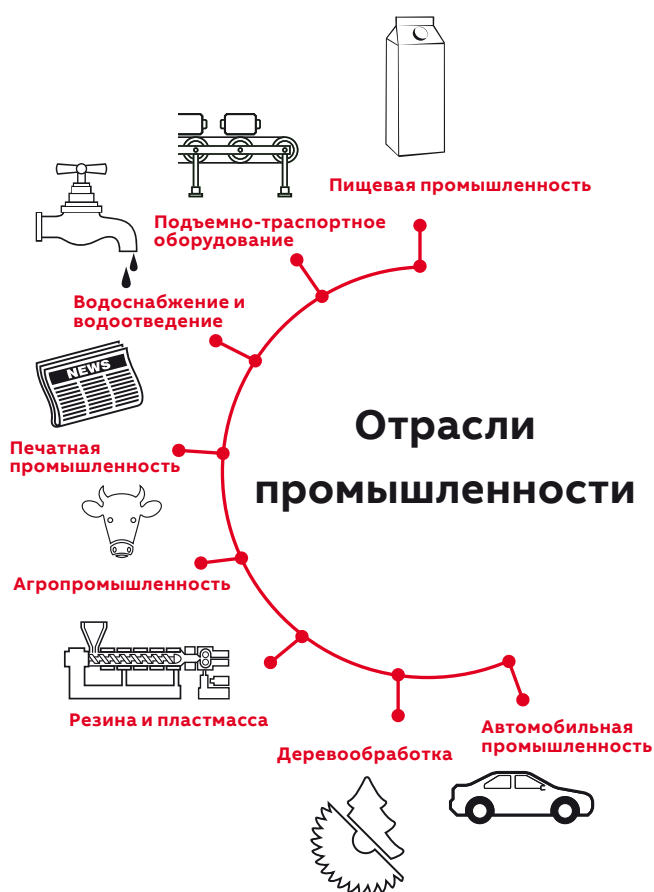 Пищевая промышленность
Подъемно-траспортное
оборудование
Водоснабжение и
водоотведение
NEWS
Печатная
промышленность
Отрасли
промышленности
Агропромышленность
Резина и пластмасса
Деревообработка
Автомобильная
промышленность